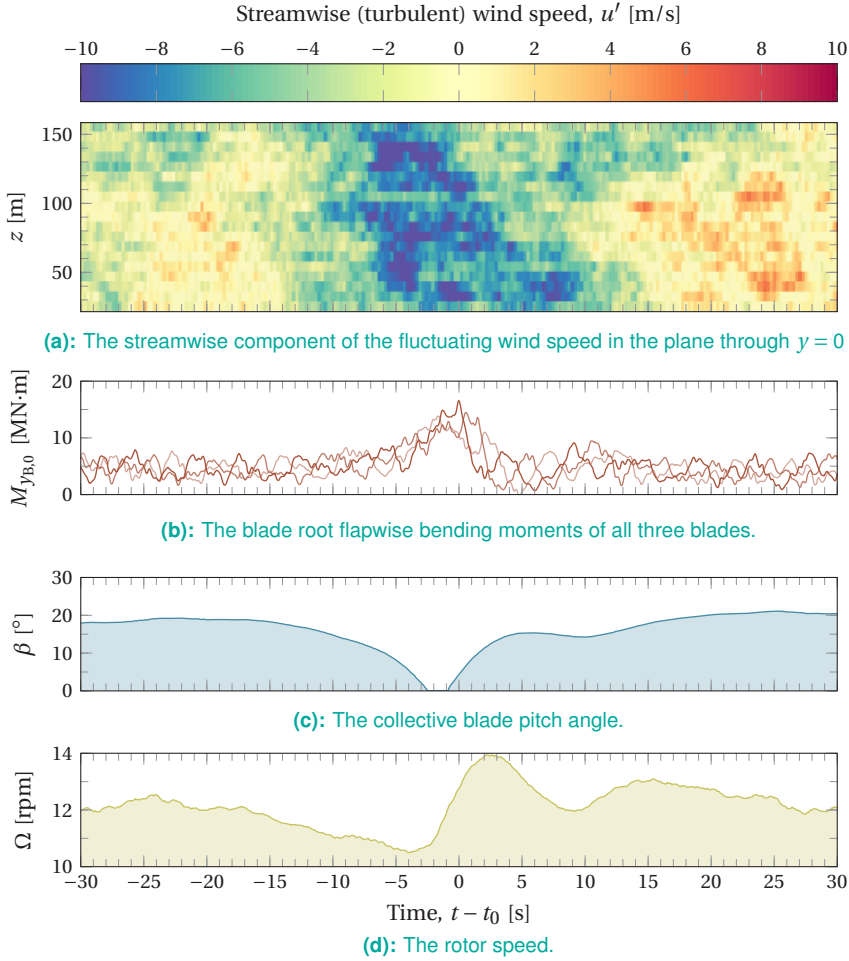 Streamwise (turbulent) wind speed, u′ [m/s]
−10 −8 −6 −4 −2 0 2 4 6 8 10
150
100
50
z [m]
(a): The streamwise component of the fluctuating wind speed in the plane through y = 0
20
10
0
M_{y_{B,0}} [MN·m]
(b): The blade root flapwise bending moments of all three blades.
30
20
10
0
β [°]
(c): The collective blade pitch angle.
14
12
10
Ω [rpm]
−30 −25 −20 −15 −10 −5 0 5 10 15 20 25 30
Time, t − t₀ [s]
(d): The rotor speed.